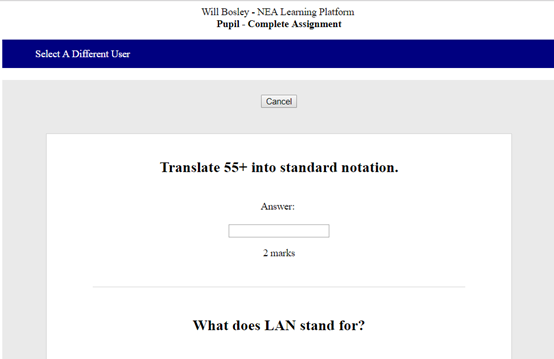 Will Bosley - NEA Learning Platform
Pupil - Complete Assignment
Select A Different User
Cancel
Translate 55+ into standard notation.
Answer:
2 marks
What does LAN stand for?